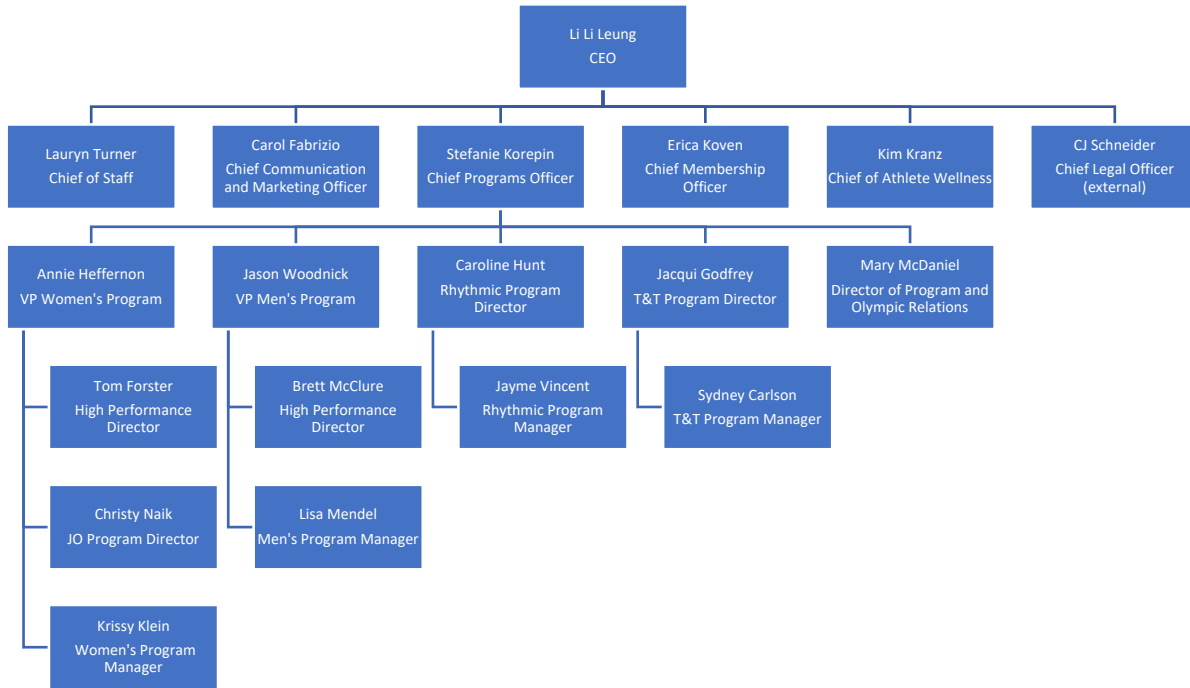 Li Li Leung
CEO
Lauryn Turner
Chief of Staff
Carol Fabrizio
Chief Communication
and Marketing Officer
Stefanie Korepin
Chief Programs Officer
Erica Koven
Chief Membership
Officer
Kim Kranz
Chief of Athlete Wellness
CJ Schneider
Chief Legal Officer
(external)
Annie Heffernon
VP Women's Program
Jason Woodnick
VP Men's Program
Caroline Hunt
Rhythmic Program
Director
Jacqui Godfrey
T&T Program Director
Mary McDaniel
Director of Program and
Olympic Relations
Tom Forster
High Performance
Director
Brett McClure
High Performance
Director
Jayme Vincent
Rhythmic Program
Manager
Sydney Carlson
T&T Program Manager
Christy Naik
JO Program Director
Lisa Mendel
Men's Program Manager
Krissy Klein
Women's Program
Manager